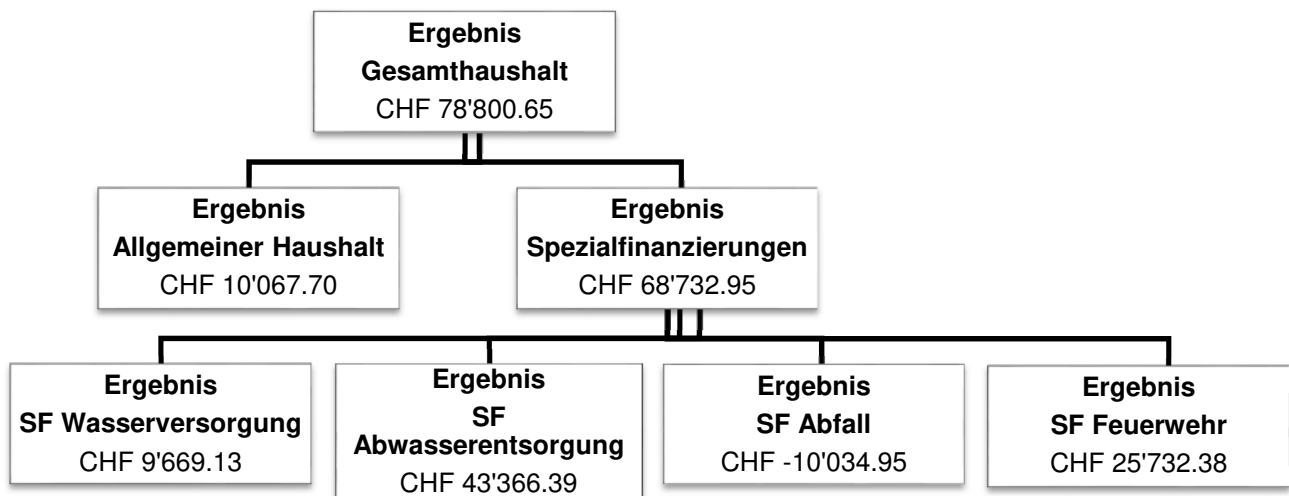 Ergebnis
Gesamthaushalt
CHF 78'800.65
Ergebnis
Allgemeiner Haushalt
CHF 10'067.70
Ergebnis
Spezialfinanzierungen
CHF 68'732.95
Ergebnis
SF Wasserversorgung
CHF 9'669.13
Ergebnis
SF
Abwasserentsorgung
CHF 43'366.39
Ergebnis
SF Abfall
CHF -10'034.95
Ergebnis
SF Feuerwehr
CHF 25'732.38